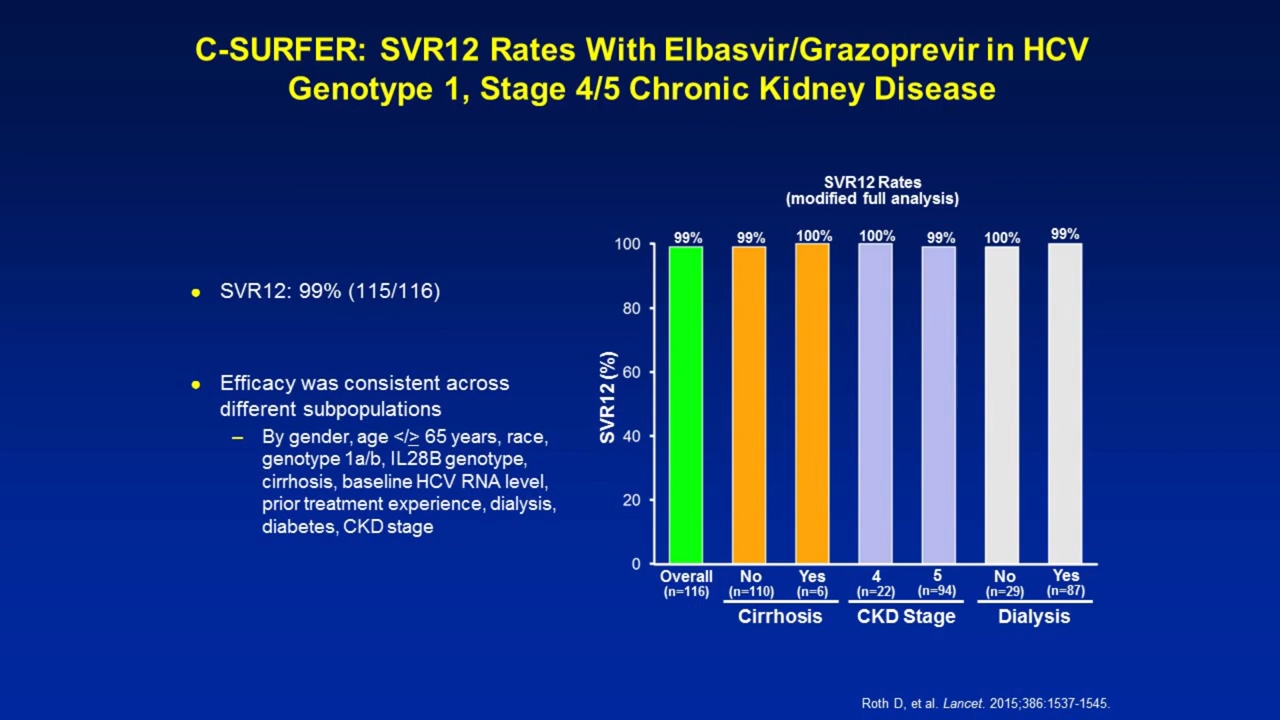 C-SURFER: SVR12 Rates With Elbasvir/Grazoprevir in HCV
Genotype 1, Stage 4/5 Chronic Kidney Disease
● SVR12: 99% (115/116)
● Efficacy was consistent across
different subpopulations
– By gender, age </≥ 65 years, race,
genotype 1a/b, IL28B genotype,
cirrhosis, baseline HCV RNA level,
prior treatment experience, dialysis,
diabetes, CKD stage
SVR12 Rates
(modified full analysis)
SVR12 (%)
100
80
60
40
20
0
99% 99% 100% 100% 99% 100% 99%
Overall No Yes 4 5 No Yes
(n=116) (n=110) (n=6) (n=22) (n=94) (n=29) (n=87)
Cirrhosis CKD Stage Dialysis
Roth D, et al. Lancet. 2015;386:1537-1545.